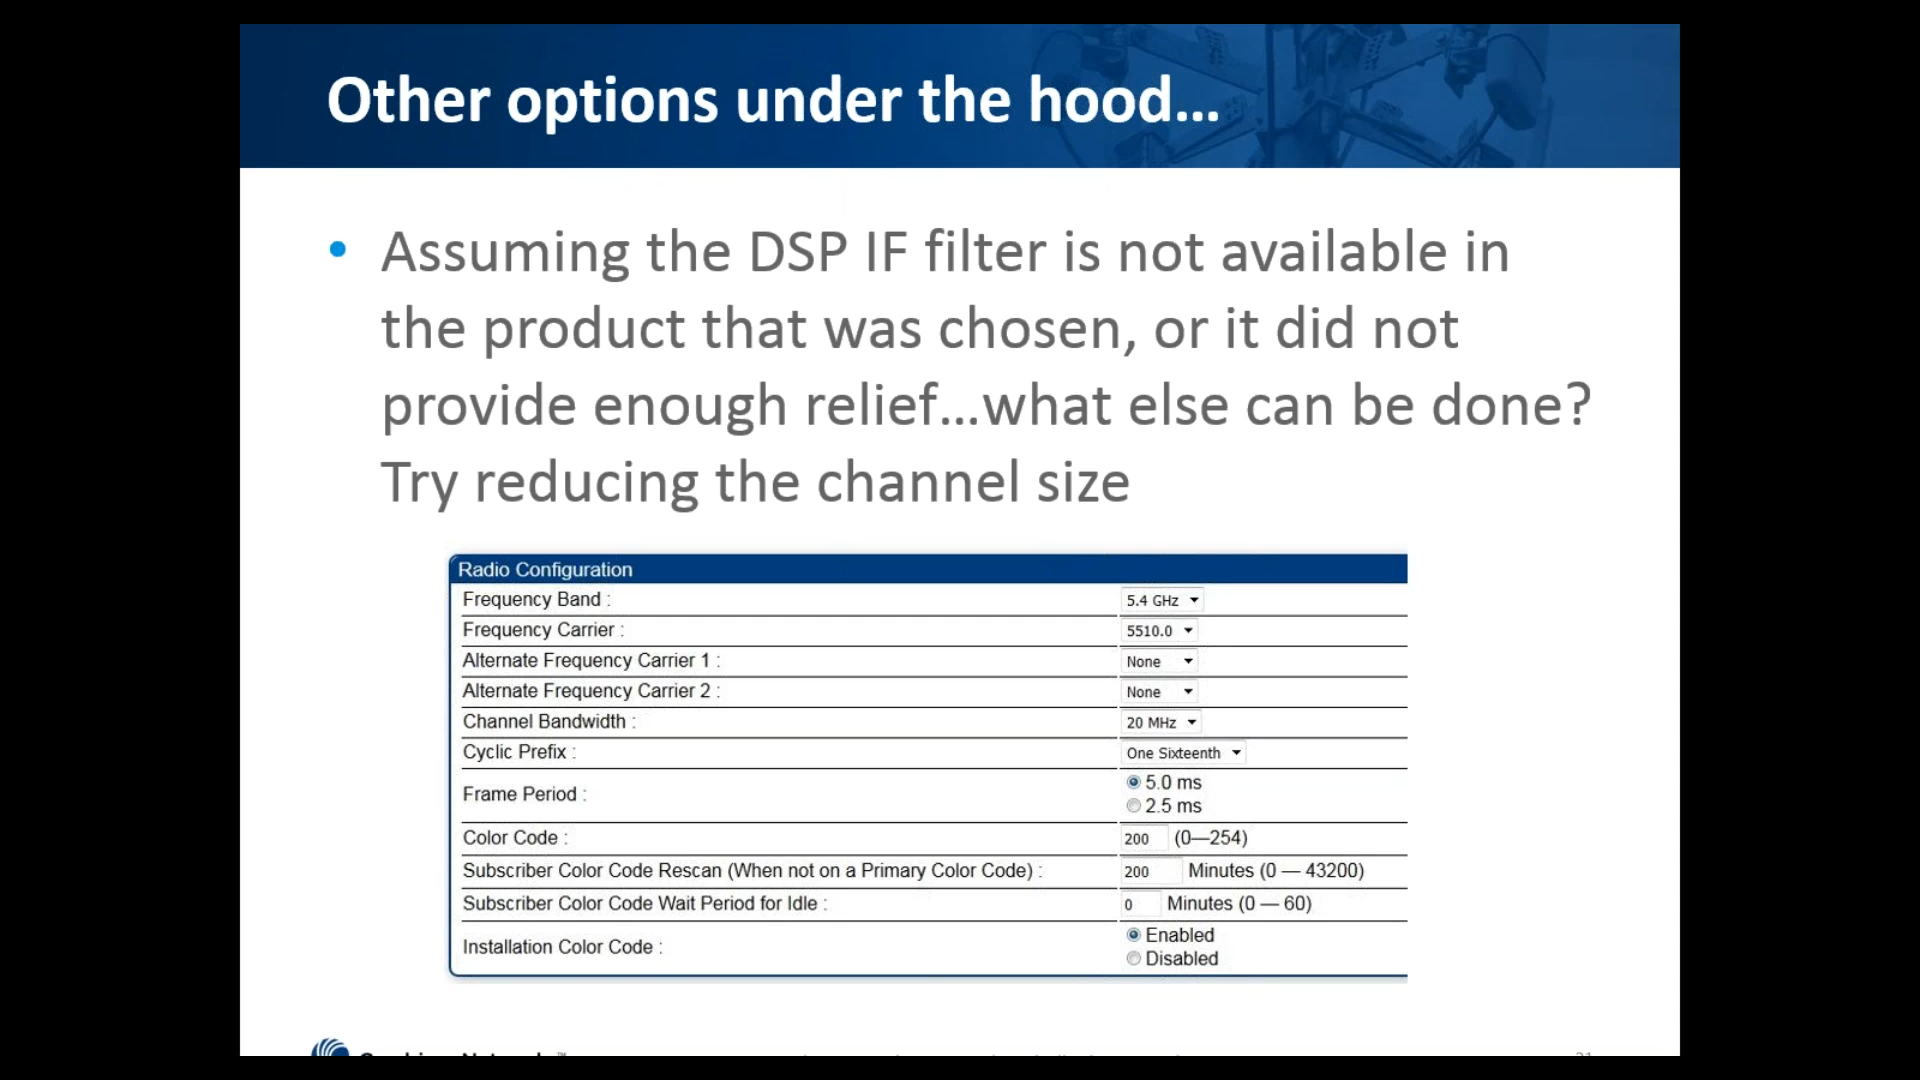 Other options under the hood...
• Assuming the DSP IF filter is not available in
the product that was chosen, or it did not
provide enough relief...what else can be done?
Try reducing the channel size
Radio Configuration
Frequency Band : 5.4 GHz
Frequency Carrier : 5510.0
Alternate Frequency Carrier 1 : None
Alternate Frequency Carrier 2 : None
Channel Bandwidth : 20 MHz
Cyclic Prefix : One Sixteenth
Frame Period : 5.0 ms
2.5 ms
Color Code : 200 (0—254)
Subscriber Color Code Rescan (When not on a Primary Color Code) : 200 Minutes (0 — 43200)
Subscriber Color Code Wait Period for Idle : 0 Minutes (0 — 60)
Installation Color Code : Enabled
Disabled